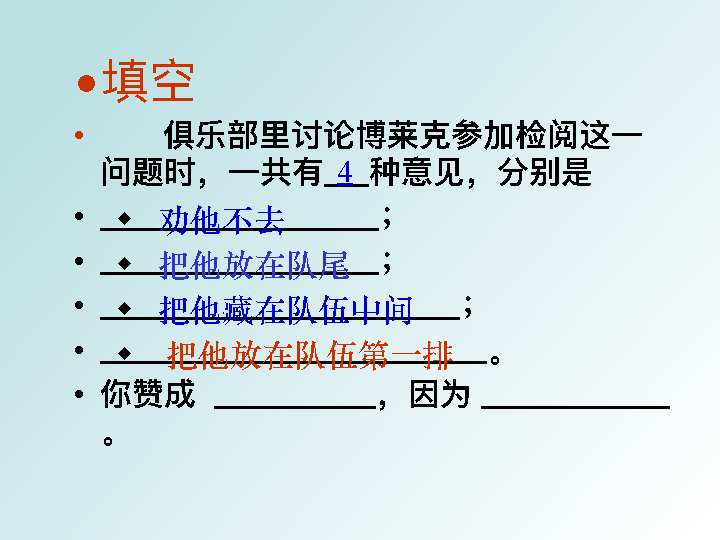 •填空
• 俱乐部里讨论博莱克参加检阅这一
问题时，一共有 4 种意见，分别是
• ◆ 劝他不去；
• ◆ 把他放在队尾；
• ◆ 把他藏在队伍中间；
• ◆ 把他放在队伍第一排。
• 你赞成 ，因为
。